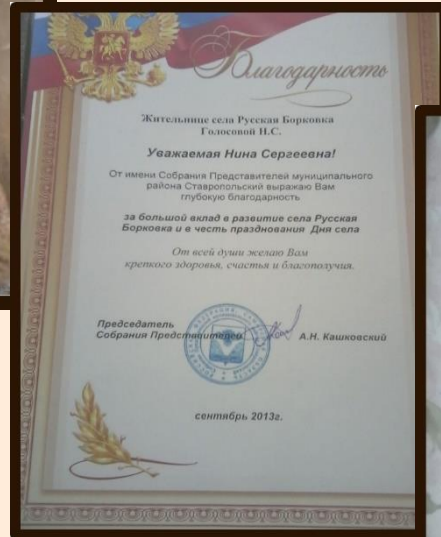 Благодарность
Жительнице села Русская Борковка
Голосовой Н.С.
Уважаемая Нина Сергеевна!
От имени Собрания Представителей муниципального
района Ставропольский выражаю Вам
глубокую благодарность
за большой вклад в развитие села Русская
Борковка и в честь празднования Дня села
От всей души желаю Вам
крепкого здоровья, счастья и благополучия.
Председатель
Собрания Представителей А.Н. Кашковский
сентябрь 2013г.